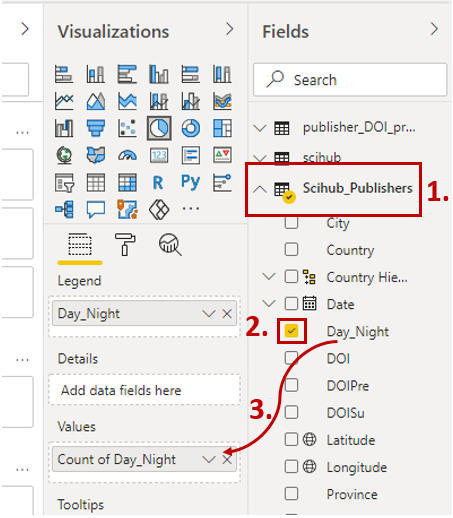 Visualizations
Fields
Search
publisher_DOI_pr...
scihub
Scihub_Publishers
1.
City
Country
Country Hie...
Date
2.
Day_Night
DOI
DOIPre
DOISu
Latitude
Longitude
Province
3.
123
R
Py
Legend
Day_Night
Details
Add data fields here
Values
Count of Day_Night
Tooltips